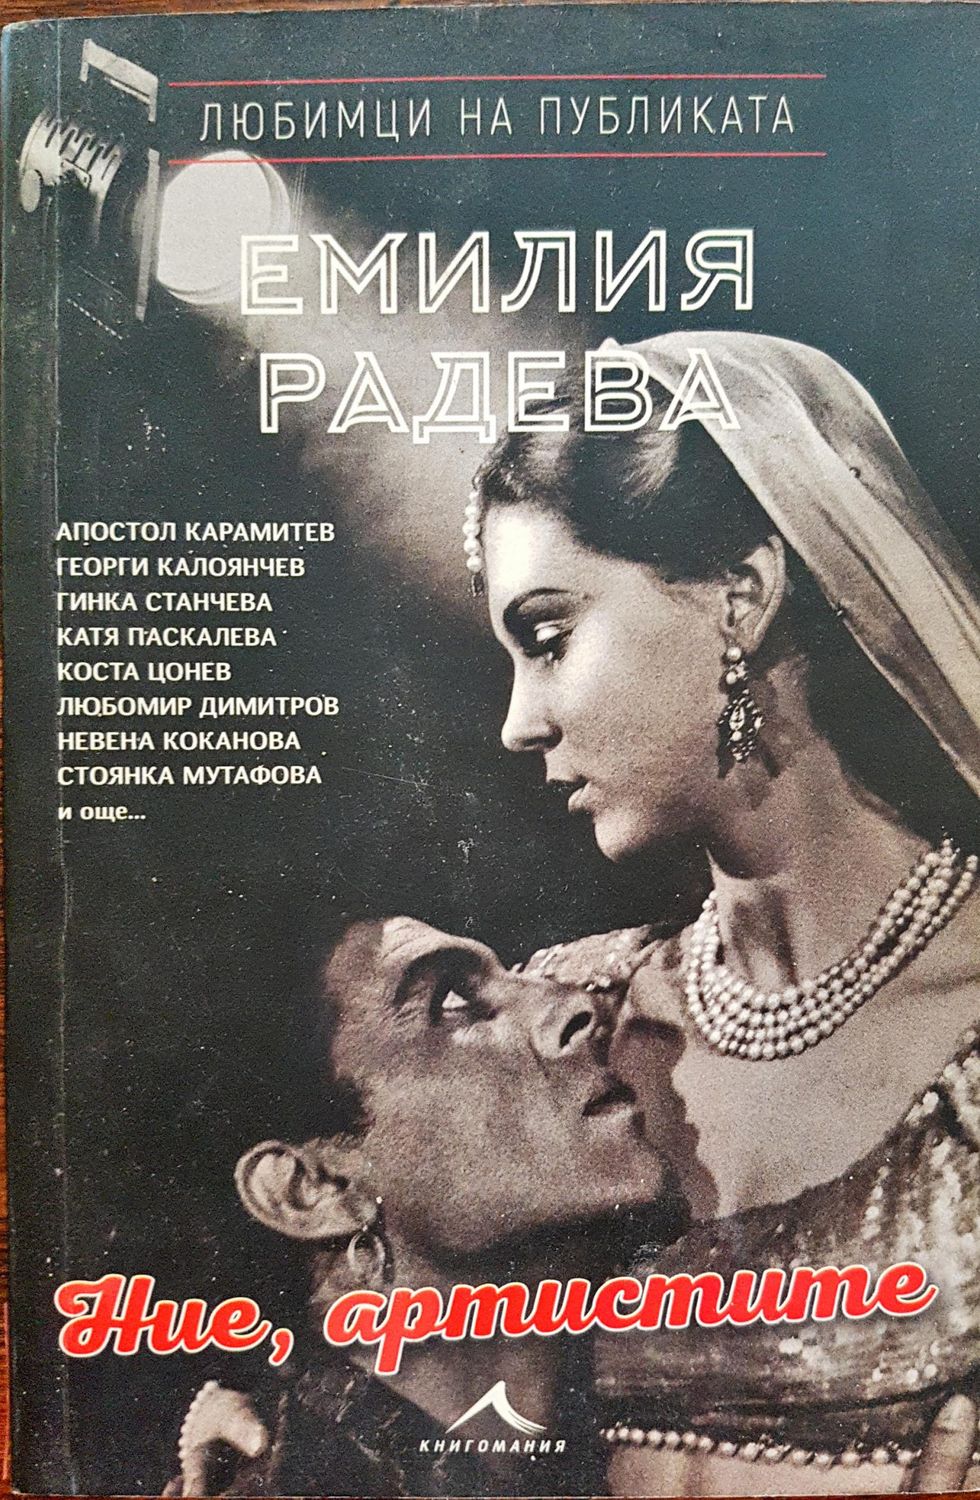 ЛЮБИМЦИ НА ПУБЛИКАТА
ЕМИЛИЯ
РАДЕВА
АПОСТОЛ КАРАМИТЕВ
ГЕОРГИ КАЛОЯНЧЕВ
ГИНКА СТАНЧЕВА
КАТЯ ПАСКАЛЕВА
КОСТА ЦОНЕВ
ЛЮБОМИР ДИМИТРОВ
НЕВЕНА КОКАНОВА
СТОЯНКА МУТАФОВА
и още...
Ние, артистите
КНИГОМАНИЯ